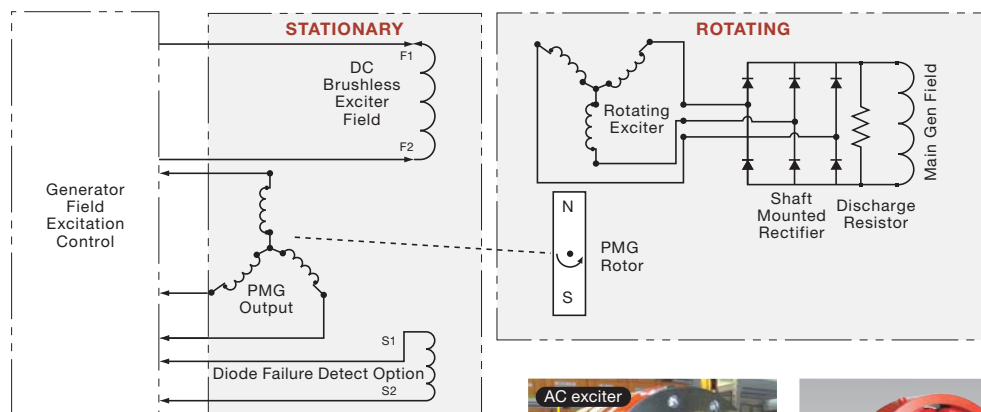 STATIONARY
ROTATING
F1
DC
Brushless
Exciter
Field
F2
Generator
Field
Excitation
Control
PMG
Output
S1
Diode Failure Detect Option
S2
Rotating
Exciter
Main Gen Field
Shaft
Mounted
Rectifier
Discharge
Resistor
N
PMG
Rotor
S
AC exciter